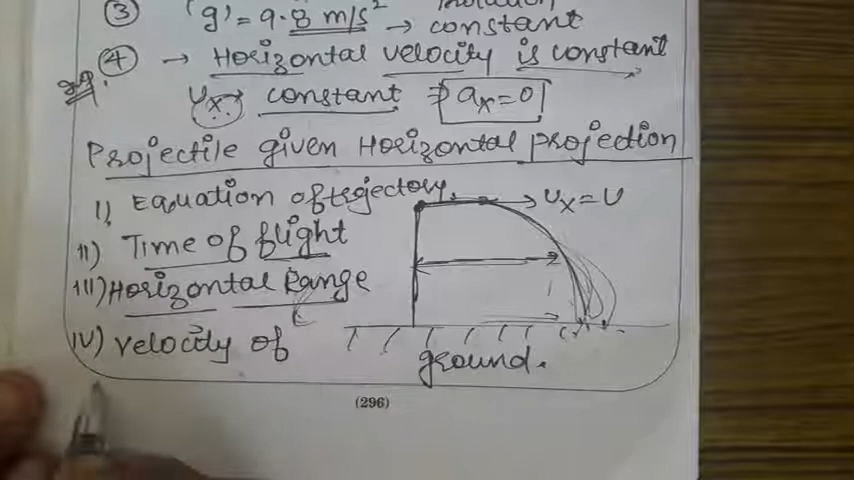 ③ 'g' = 9.8 m/s² → constant
④ → Horizontal velocity is constant
Ux → constant ⇒ ax = 0
Projectile given Horizontal projection
I) Equation of trajectory.
Ux = U
II) Time of flight
III) Horizontal Range
IV) Velocity of
ground.
(296)